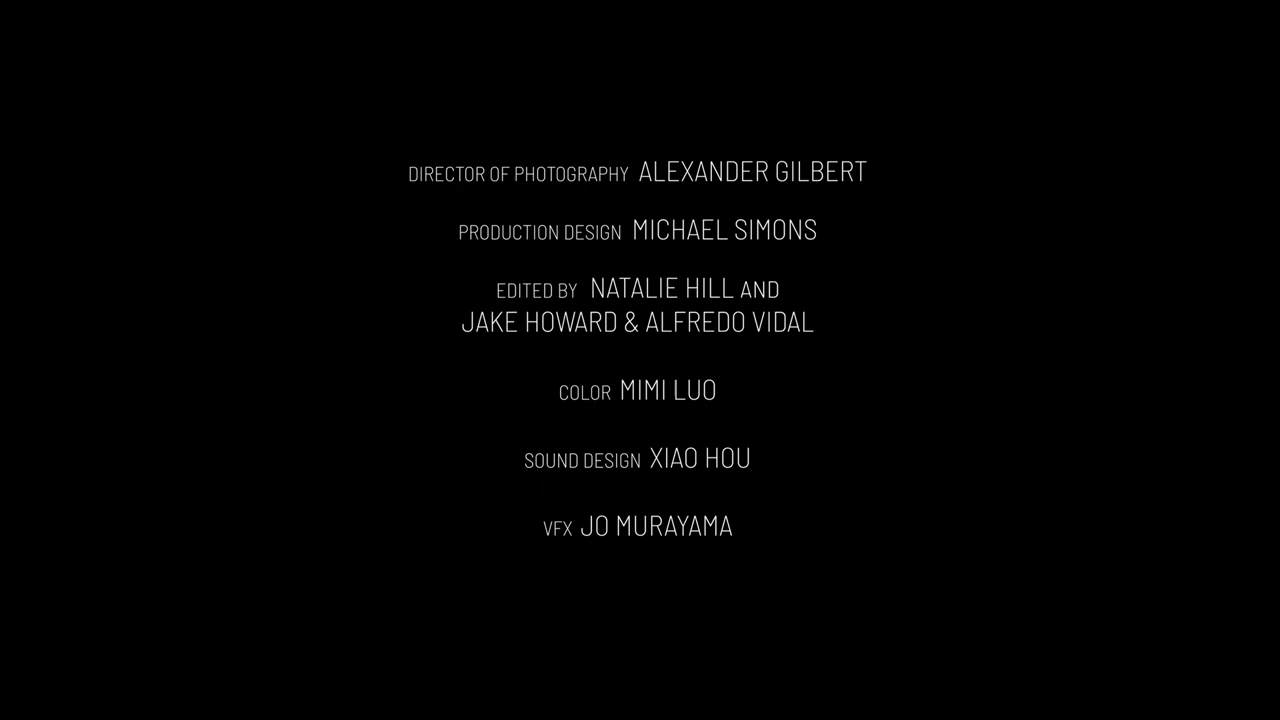 DIRECTOR OF PHOTOGRAPHY ALEXANDER GILBERT
PRODUCTION DESIGN MICHAEL SIMONS
EDITED BY NATALIE HILL AND
JAKE HOWARD & ALFREDO VIDAL
COLOR MIMI LUO
SOUND DESIGN XIAO HOU
VFX JO MURAYAMA